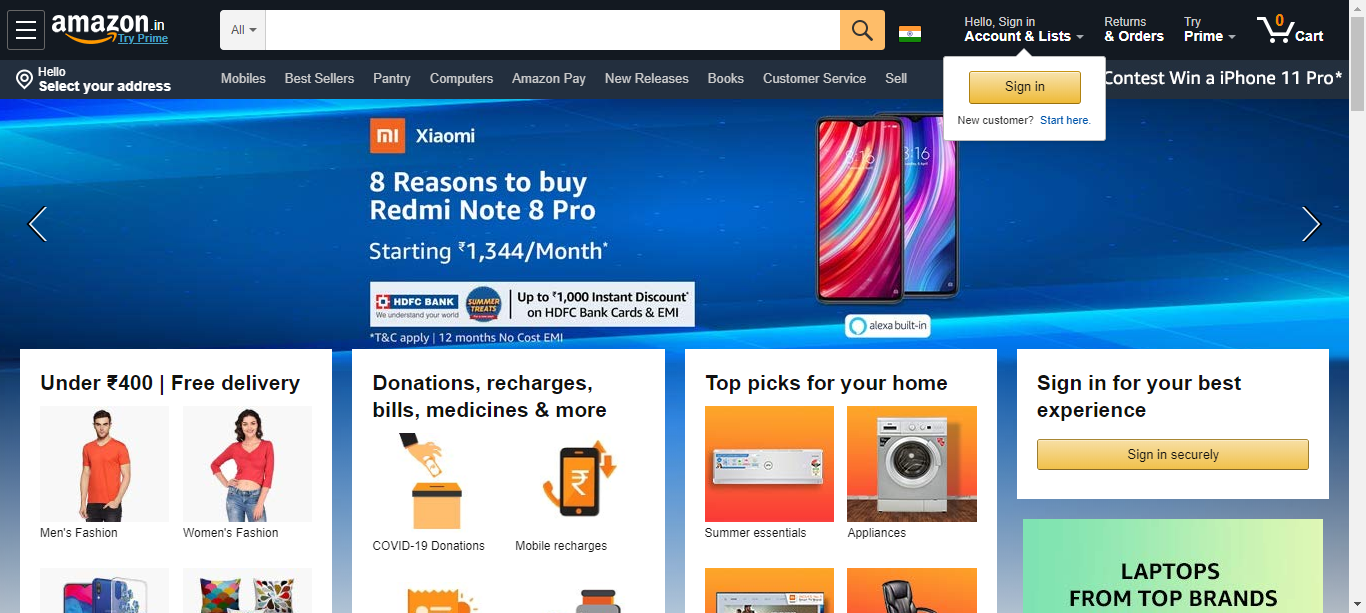 amazon.in
Try Prime
All
Hello, Sign in
Account & Lists
Returns
& Orders
Try
Prime
0
Cart
Hello
Select your address
Mobiles
Best Sellers
Pantry
Computers
Amazon Pay
New Releases
Books
Customer Service
Sell
Contest Win a iPhone 11 Pro*
Sign in
New customer? Start here.
mi Xiaomi
8 Reasons to buy
Redmi Note 8 Pro
Starting ₹1,344/Month*
HDFC BANK
We understand your world
SUMMER
TREATS
Up to ₹1,000 Instant Discount*
on HDFC Bank Cards & EMI
*T&C apply | 12 months No Cost EMI
8:16
3:16
alexa built-in
Under ₹400 | Free delivery
Men's Fashion
Women's Fashion
Donations, recharges,
bills, medicines & more
COVID-19 Donations
Mobile recharges
Top picks for your home
Summer essentials
Appliances
Sign in for your best
experience
Sign in securely
LAPTOPS
FROM TOP BRANDS